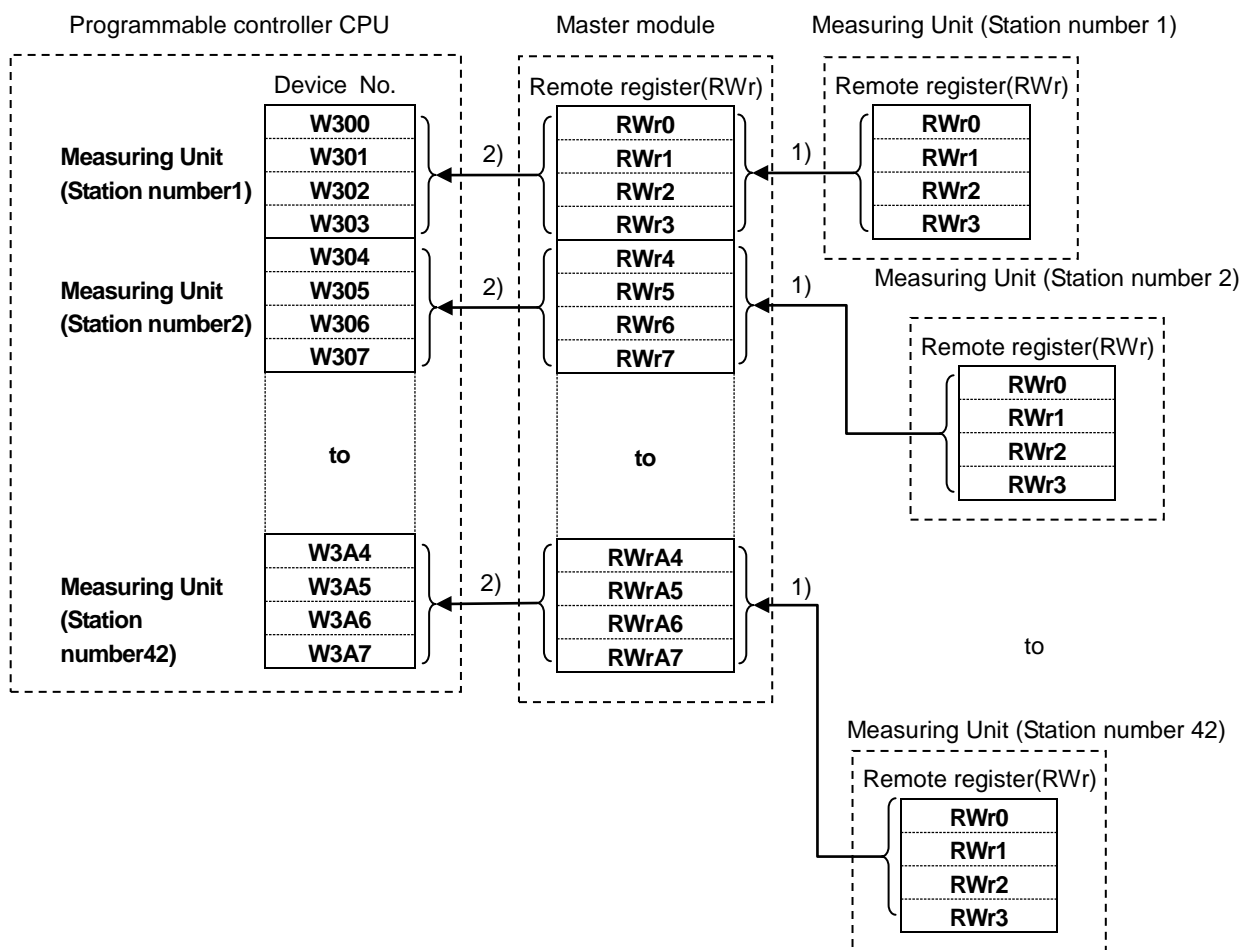 Programmable controller CPU
Master module
Measuring Unit (Station number 1)
Device No.
Remote register(RWr)
Remote register(RWr)
Measuring Unit
(Station number1)
W300
W301
W302
W303
2)
RWr0
RWr1
RWr2
RWr3
1)
RWr0
RWr1
RWr2
RWr3
Measuring Unit
(Station number2)
W304
W305
W306
W307
2)
RWr4
RWr5
RWr6
RWr7
1)
Measuring Unit (Station number 2)
Remote register(RWr)
RWr0
RWr1
RWr2
RWr3
to
to
Measuring Unit
(Station
number42)
W3A4
W3A5
W3A6
W3A7
2)
RWrA4
RWrA5
RWrA6
RWrA7
1)
to
Measuring Unit (Station number 42)
Remote register(RWr)
RWr0
RWr1
RWr2
RWr3